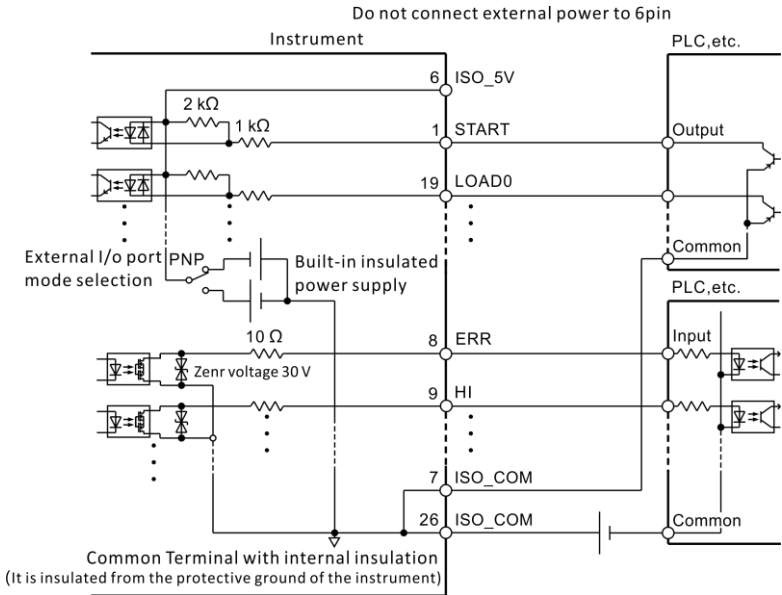 Do not connect external power to 6pin
Instrument
PLC,etc.
6 ISO_5V
2 kΩ
1 kΩ
1 START
Output
19 LOAD0
Common
External I/o port
mode selection
PNP
Built-in insulated
power supply
PLC,etc.
10 Ω
8 ERR
Input
Zenr voltage 30 V
9 HI
7 ISO_COM
26 ISO_COM
Common
Common Terminal with internal insulation
(It is insulated from the protective ground of the instrument)